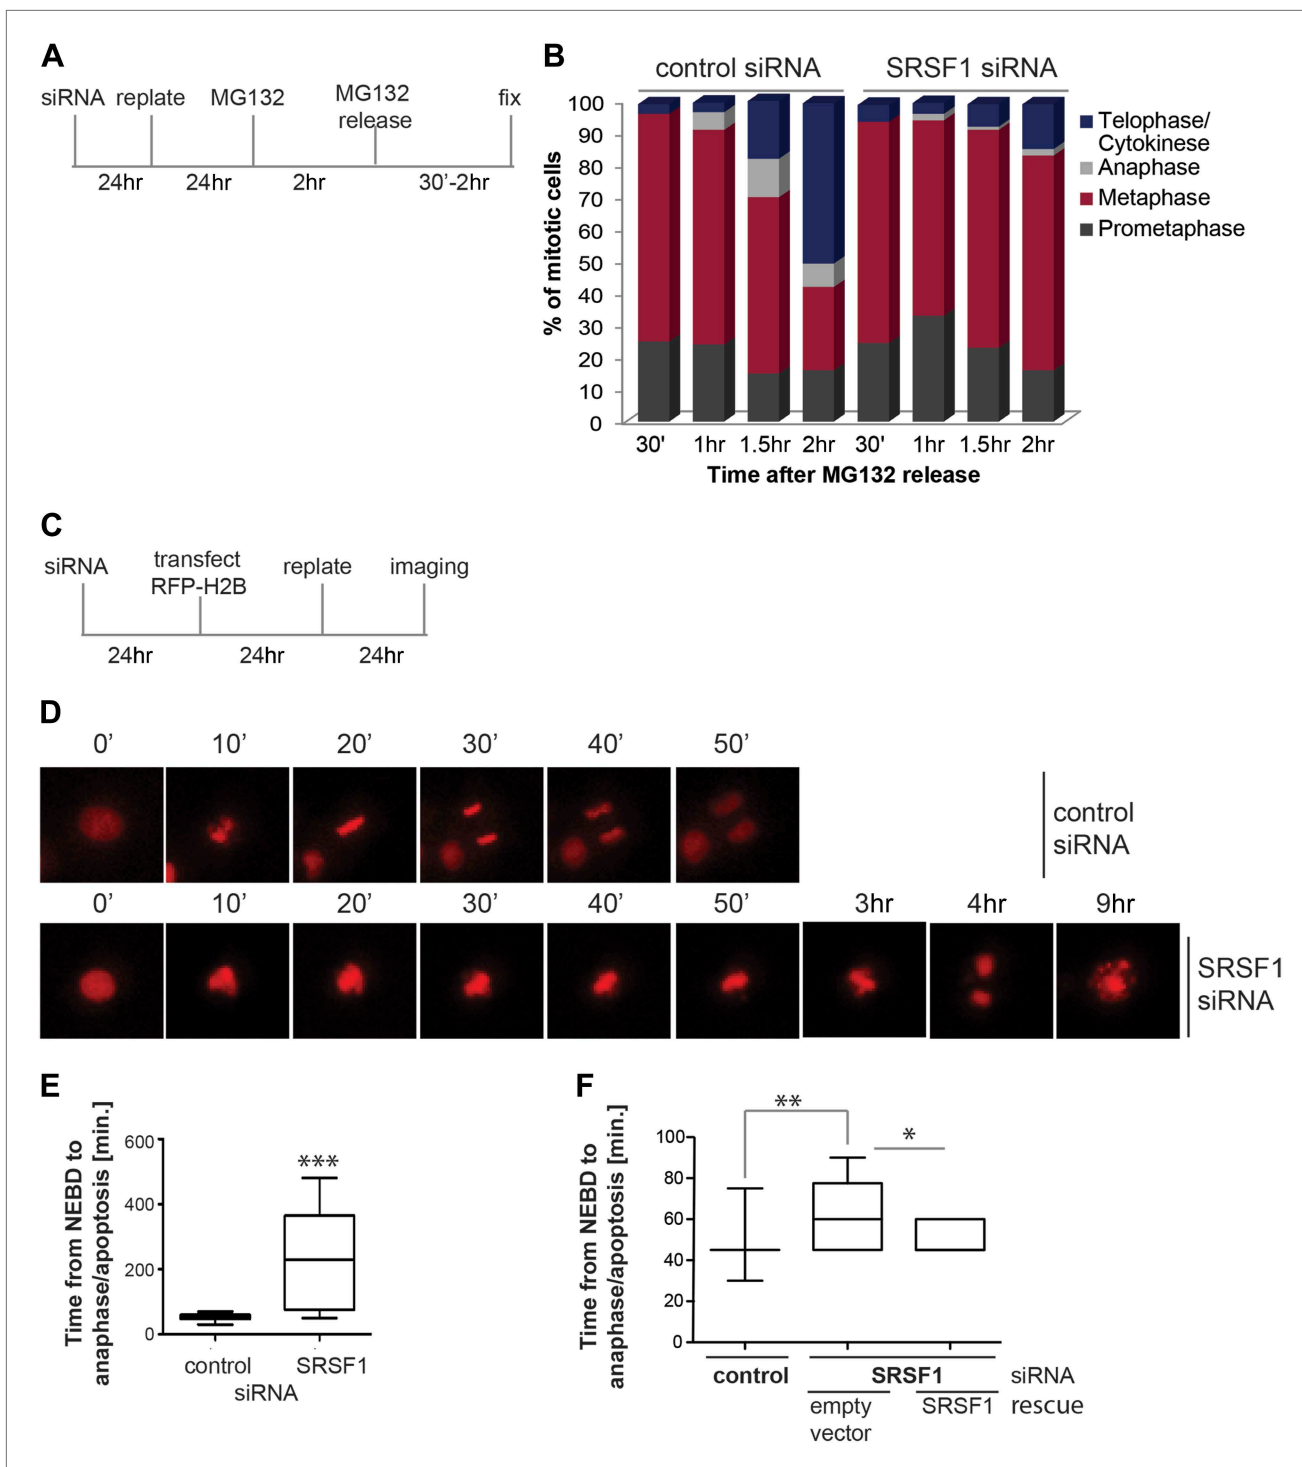 A
siRNA replate MG132 MG132 release fix
24hr 24hr 2hr 30’-2hr
B
control siRNA SRSF1 siRNA
% of mitotic cells
100
90
80
70
60
50
40
30
20
10
0
30' 1hr 1.5hr 2hr 30' 1hr 1.5hr 2hr
Time after MG132 release
Telophase/
Cytokinese
Anaphase
Metaphase
Prometaphase
C
siRNA transfect RFP-H2B replate imaging
24hr 24hr 24hr
D
0’ 10’ 20’ 30’ 40’ 50’
control
siRNA
0’ 10’ 20’ 30’ 40’ 50’ 3hr 4hr 9hr
SRSF1
siRNA
E
Time from NEBD to
anaphase/apoptosis [min.]
600
400
200
0
***
control SRSF1
siRNA
F
Time from NEBD to
anaphase/apoptosis [min.]
100
80
60
40
20
0
**
*
control SRSF1 siRNA
empty vector SRSF1 rescue